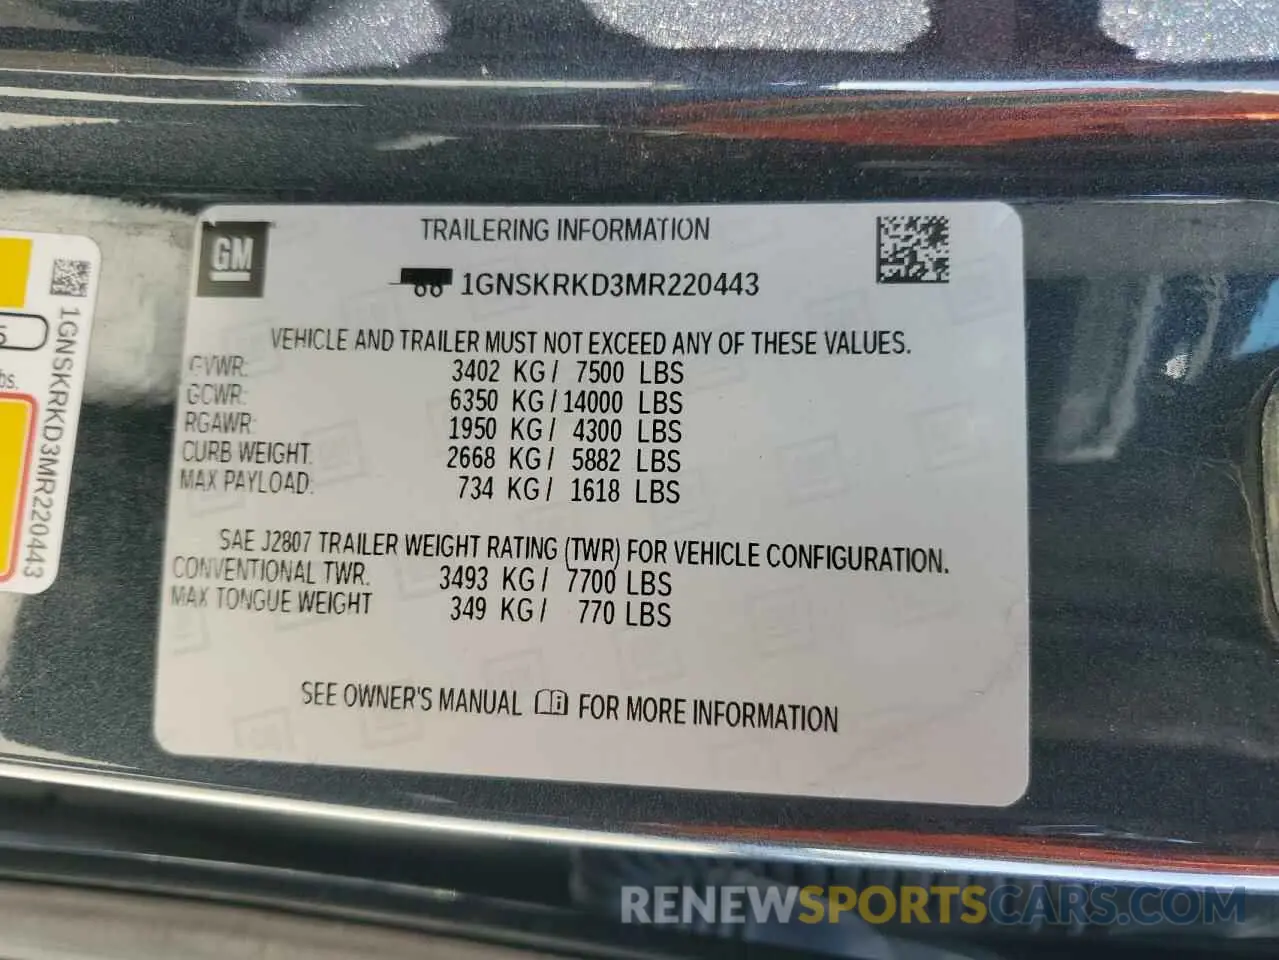 GM
TRAILERING INFORMATION
1GNSKRKD3MR220443
VEHICLE AND TRAILER MUST NOT EXCEED ANY OF THESE VALUES.
GVWR: 3402 KG/ 7500 LBS
GCWR: 6350 KG/14000 LBS
RGAWR: 1950 KG/ 4300 LBS
CURB WEIGHT: 2668 KG/ 5882 LBS
MAX PAYLOAD: 734 KG/ 1618 LBS
SAE J2807 TRAILER WEIGHT RATING (TWR) FOR VEHICLE CONFIGURATION.
CONVENTIONAL TWR. 3493 KG/ 7700 LBS
MAX TONGUE WEIGHT 349 KG/ 770 LBS
SEE OWNER'S MANUAL FOR MORE INFORMATION
1GNSKRKD3MR220443
5
bs.
RENEWSPORTSCARS.COM